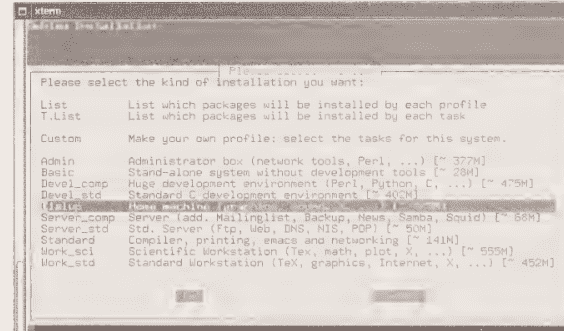 xterm
Please select the kind of installation you want:
List List which packages will be installed by each profile
T.List List which packages will be installed by each task
Custom Make your own profile: select the tasks for this system.
Admin Administrator box (network tools, Perl, ...) [~ 377M]
Basic Stand-alone system without development tools [~ 28M]
Devel_comp Huge development environment (Perl, Python, C, ...) [~ 475M]
Devel_std Standard C development environment [~ 402M]
Home machine
Server_comp Server (add. Mailinglist, Backup, News, Samba, Squid) [~ 68M]
Server_std Std. Server (Ftp, Web, DNS, NIS, POP) [~ 50M]
Standard Compiler, printing, emacs and networking [~ 141M]
Work_sci Scientific Workstation (Tex, math, plot, X, ...) [~ 555M]
Work_std Standard Workstation (TeX, graphics, Internet, X, ...) [~ 452M]